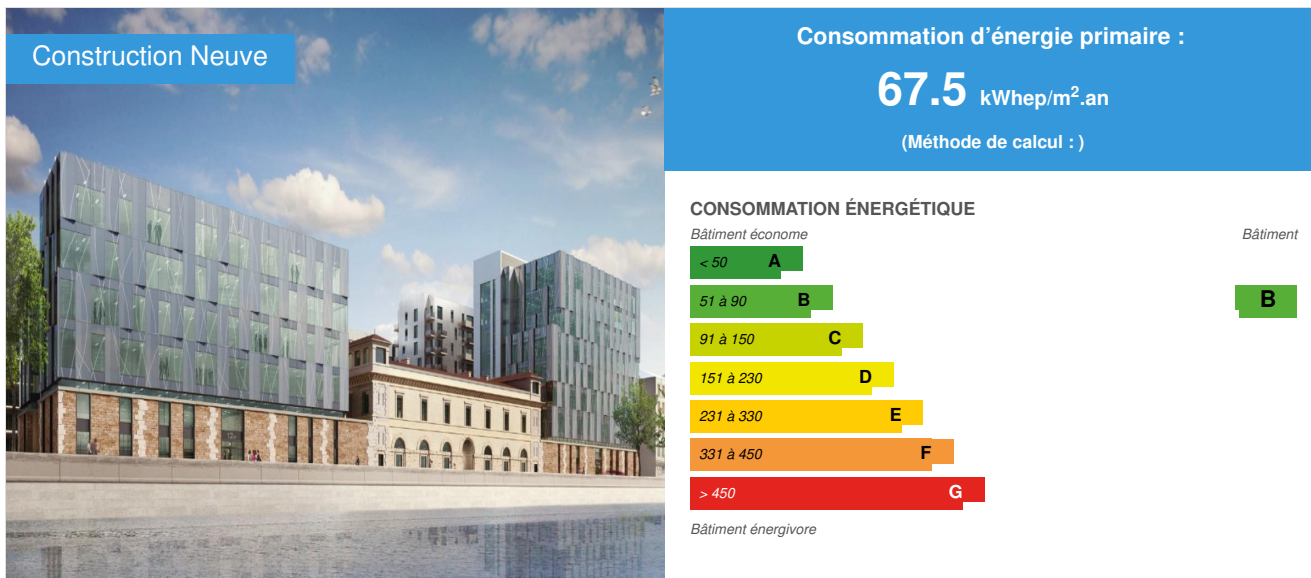 Construction Neuve
Consommation d'énergie primaire :
67.5 kWhep/m².an
(Méthode de calcul : )
CONSOMMATION ÉNERGÉTIQUE
Bâtiment économe
Bâtiment
< 50 A
51 à 90 B
B
91 à 150 C
151 à 230 D
231 à 330 E
331 à 450 F
> 450 G
Bâtiment énergivore